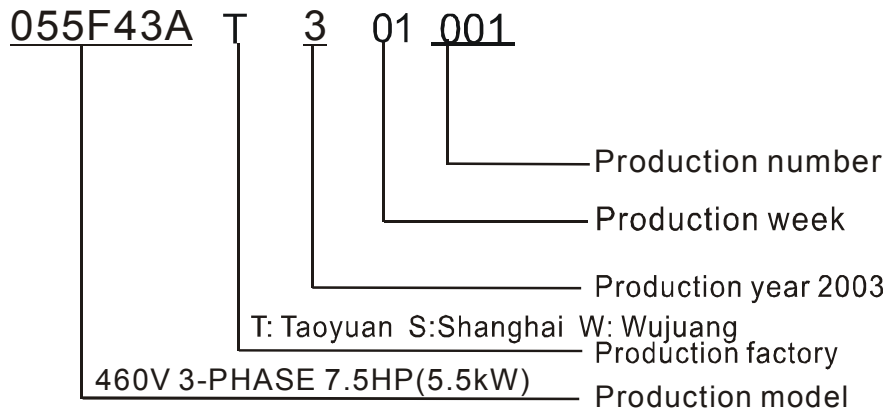 055F43A T 3 01 001
Production number
Production week
Production year 2003
T: Taoyuan S:Shanghai W: Wujuang
Production factory
460V 3-PHASE 7.5HP(5.5kW)
Production model